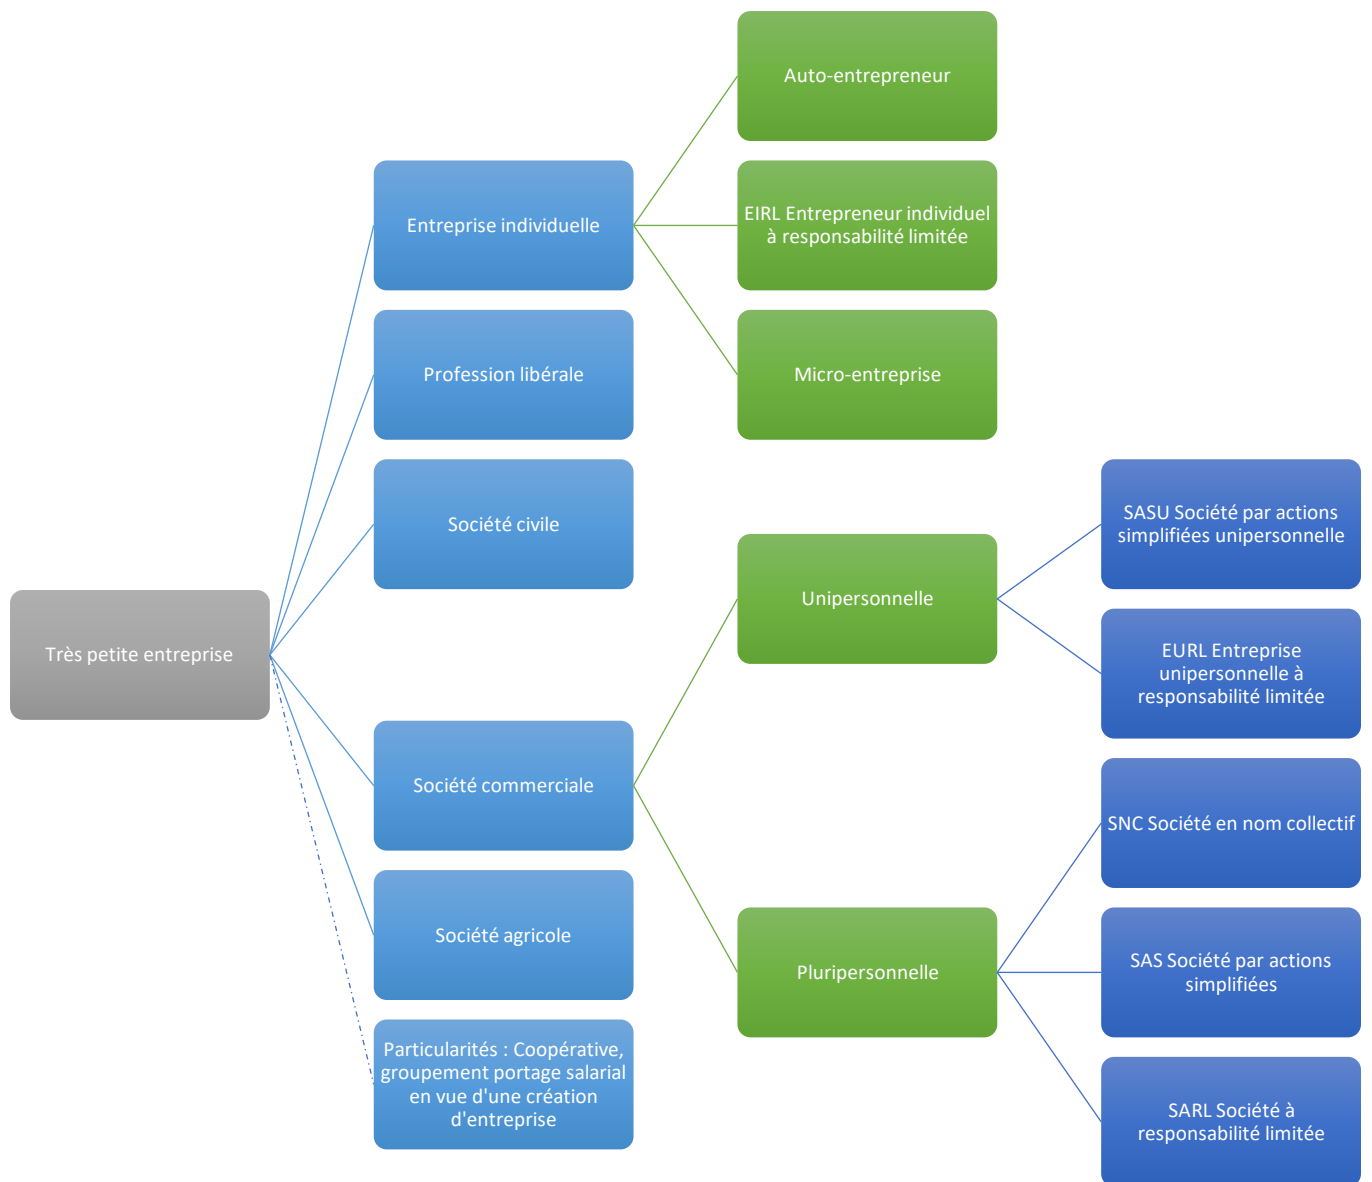 Très petite entreprise
Entreprise individuelle
Auto-entrepreneur
EIRL Entrepreneur individuel
à responsabilité limitée
Micro-entreprise
Profession libérale
Société civile
Société commerciale
Unipersonnelle
SASU Société par actions
simplifiées unipersonnelle
EURL Entreprise
unipersonnelle à
responsabilité limitée
Pluripersonnelle
SNC Société en nom collectif
SAS Société par actions
simplifiées
SARL Société à
responsabilité limitée
Société agricole
Particularités : Coopérative,
groupement portage salarial
en vue d'une création
d'entreprise